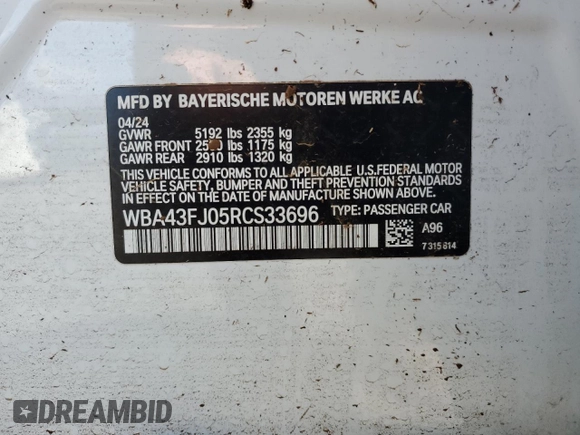 MFD BY BAYERISCHE MOTOREN WERKE AG
04/24
GVWR 5192 lbs 2355 kg
GAWR FRONT lbs 1175 kg
GAWR REAR 2910 lbs 1320 kg
THIS VEHICLE CONFORMS TO ALL APPLICABLE U.S.FEDERAL MOTOR
VEHICLE SAFETY, BUMPER AND THEFT PREVENTION STANDARDS
IN EFFECT ON THE DATE OF MANUFACTURE SHOWN ABOVE.
WBA43FJ05RCS33696 TYPE: PASSENGER CAR
A96
7315614
DREAMBID